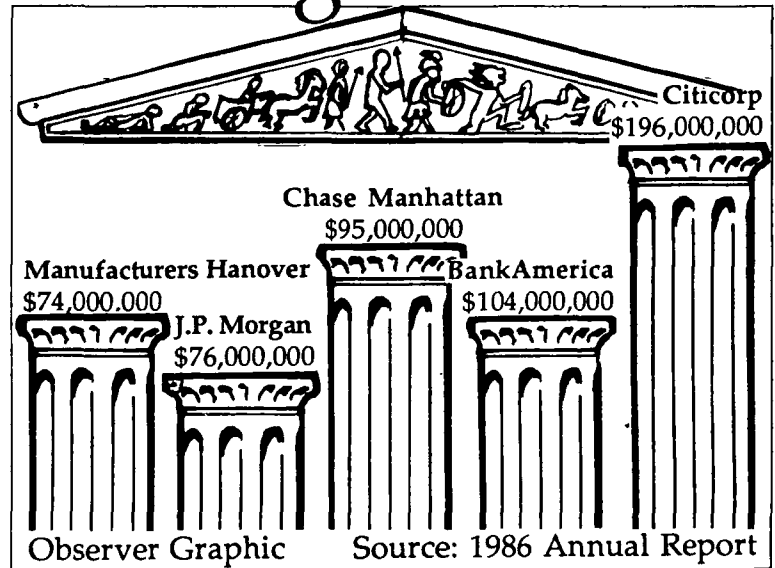 Citicorp
$196,000,000
Chase Manhattan
$95,000,000
Manufacturers Hanover
$74,000.000
BankAmerica
$104,000,000
J.P. Morgan
$76,000,000
Observer Graphic
Source: 1986 Annual Report